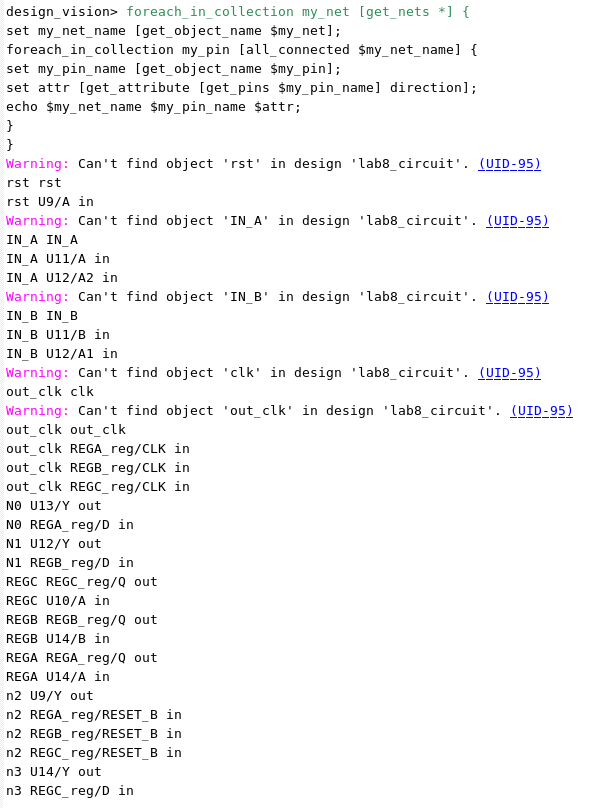 design_vision> foreach_in_collection my_net [get_nets *] {
set my_net_name [get_object_name $my_net];
foreach_in_collection my_pin [all_connected $my_net_name] {
set my_pin_name [get_object_name $my_pin];
set attr [get_attribute [get_pins $my_pin_name] direction];
echo $my_net_name $my_pin_name $attr;
}
}
Warning: Can't find object 'rst' in design 'lab8_circuit'. (UID-95)
rst rst
rst U9/A in
Warning: Can't find object 'IN_A' in design 'lab8_circuit'. (UID-95)
IN_A IN_A
IN_A U11/A in
IN_A U12/A2 in
Warning: Can't find object 'IN_B' in design 'lab8_circuit'. (UID-95)
IN_B IN_B
IN_B U11/B in
IN_B U12/A1 in
Warning: Can't find object 'clk' in design 'lab8_circuit'. (UID-95)
out_clk clk
Warning: Can't find object 'out_clk' in design 'lab8_circuit'. (UID-95)
out_clk out_clk
out_clk REGA_reg/CLK in
out_clk REGB_reg/CLK in
out_clk REGC_reg/CLK in
N0 U13/Y out
N0 REGA_reg/D in
N1 U12/Y out
N1 REGB_reg/D in
REGC REGC_reg/Q out
REGC U10/A in
REGB REGB_reg/Q out
REGB U14/B in
REGA REGA_reg/Q out
REGA U14/A in
n2 U9/Y out
n2 REGA_reg/RESET_B in
n2 REGB_reg/RESET_B in
n2 REGC_reg/RESET_B in
n3 U14/Y out
n3 REGC_reg/D in